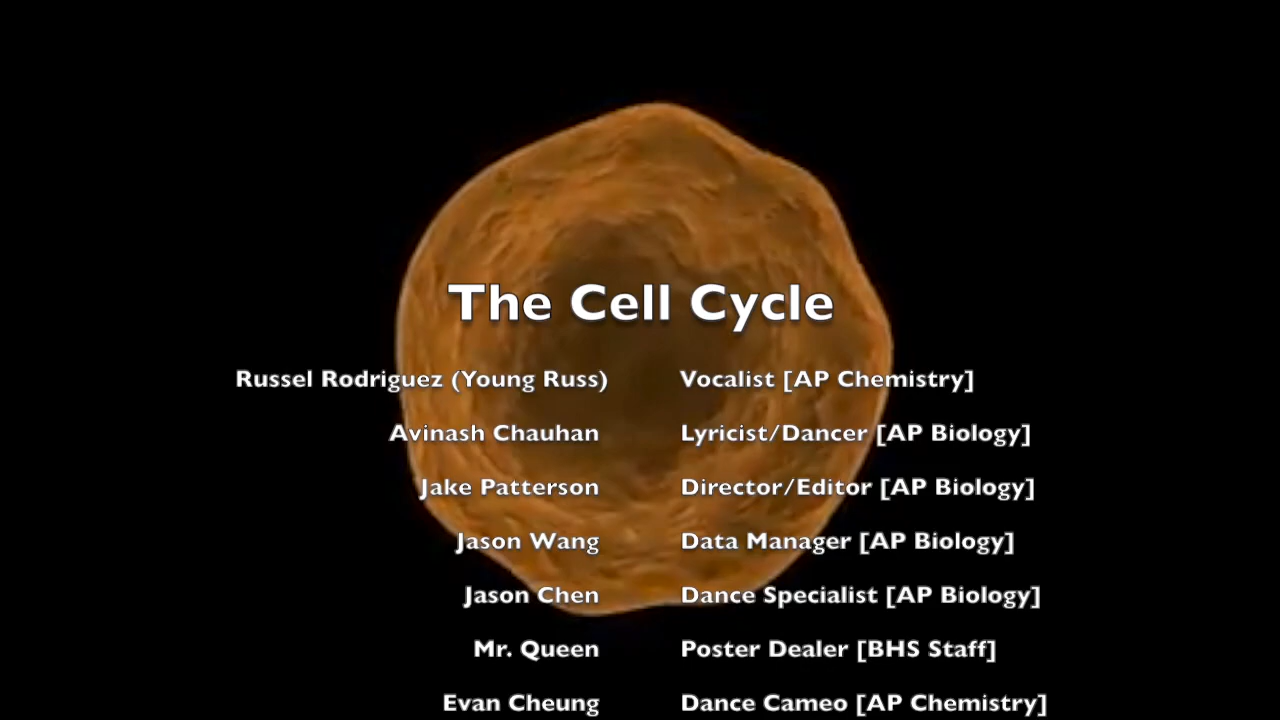 The Cell Cycle
Russel Rodriguez (Young Russ) Vocalist [AP Chemistry]
Avinash Chauhan Lyricist/Dancer [AP Biology]
Jake Patterson Director/Editor [AP Biology]
Jason Wang Data Manager [AP Biology]
Jason Chen Dance Specialist [AP Biology]
Mr. Queen Poster Dealer [BHS Staff]
Evan Cheung Dance Cameo [AP Chemistry]